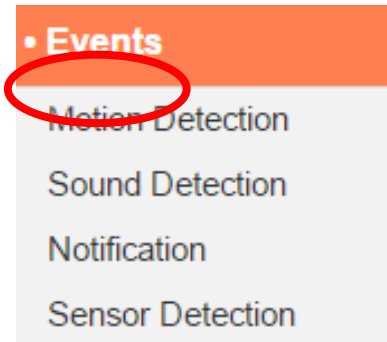 • Events
Motion Detection
Sound Detection
Notification
Sensor Detection